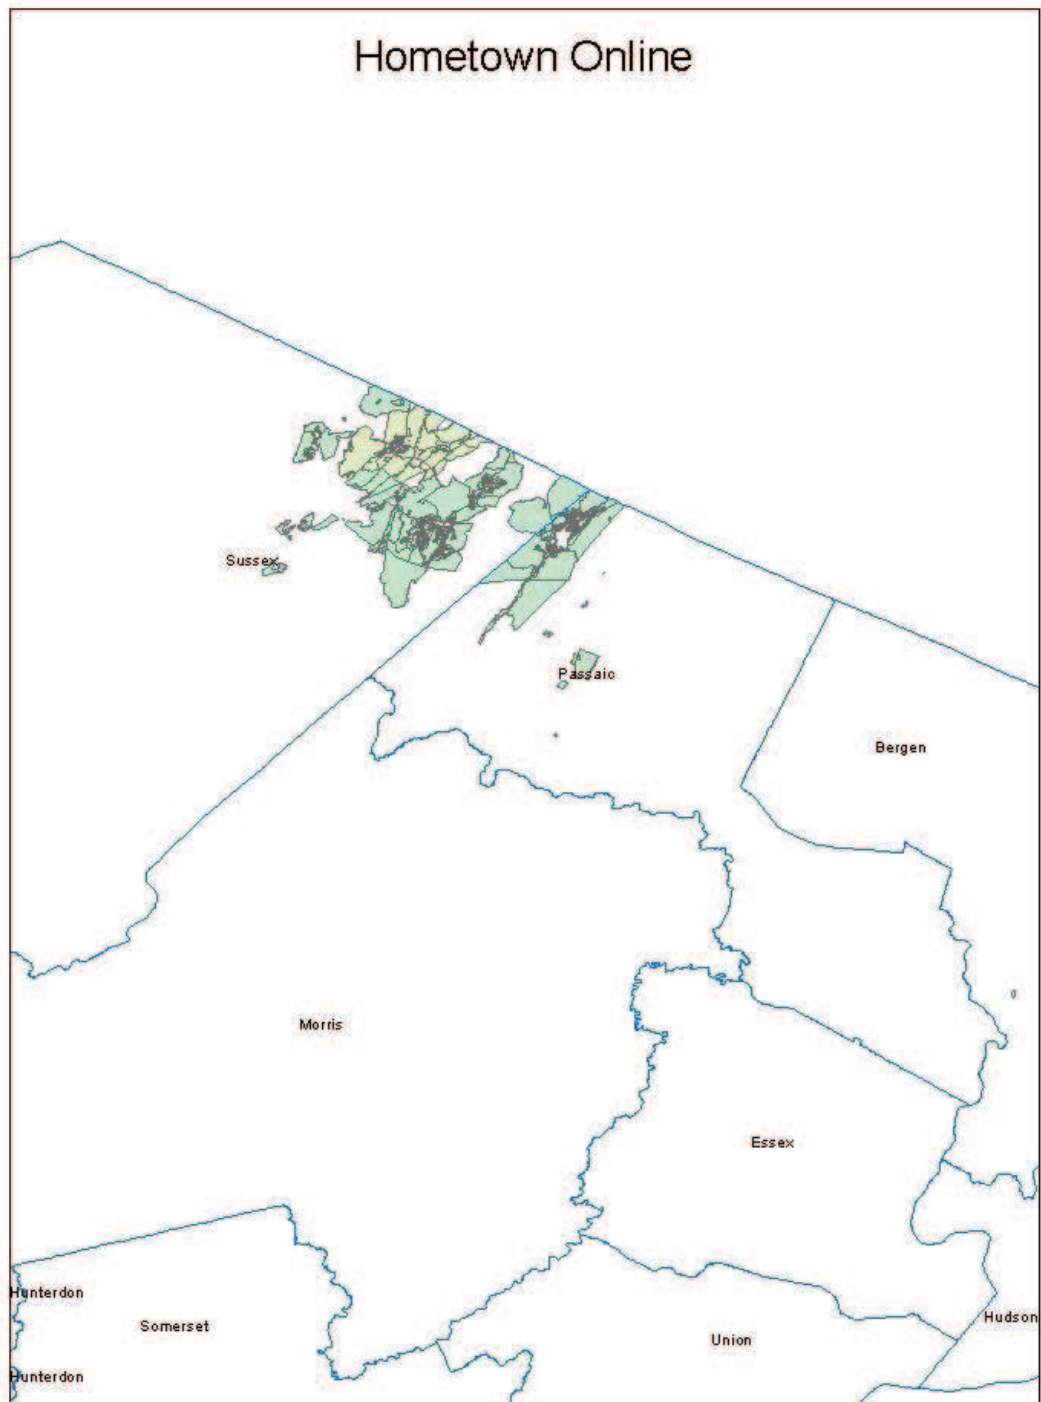 Hometown Online
Sussex
Passaic
Bergen
Morris
Essex
Hunterdon
Somerset
Hudson
Union
Hunterdon